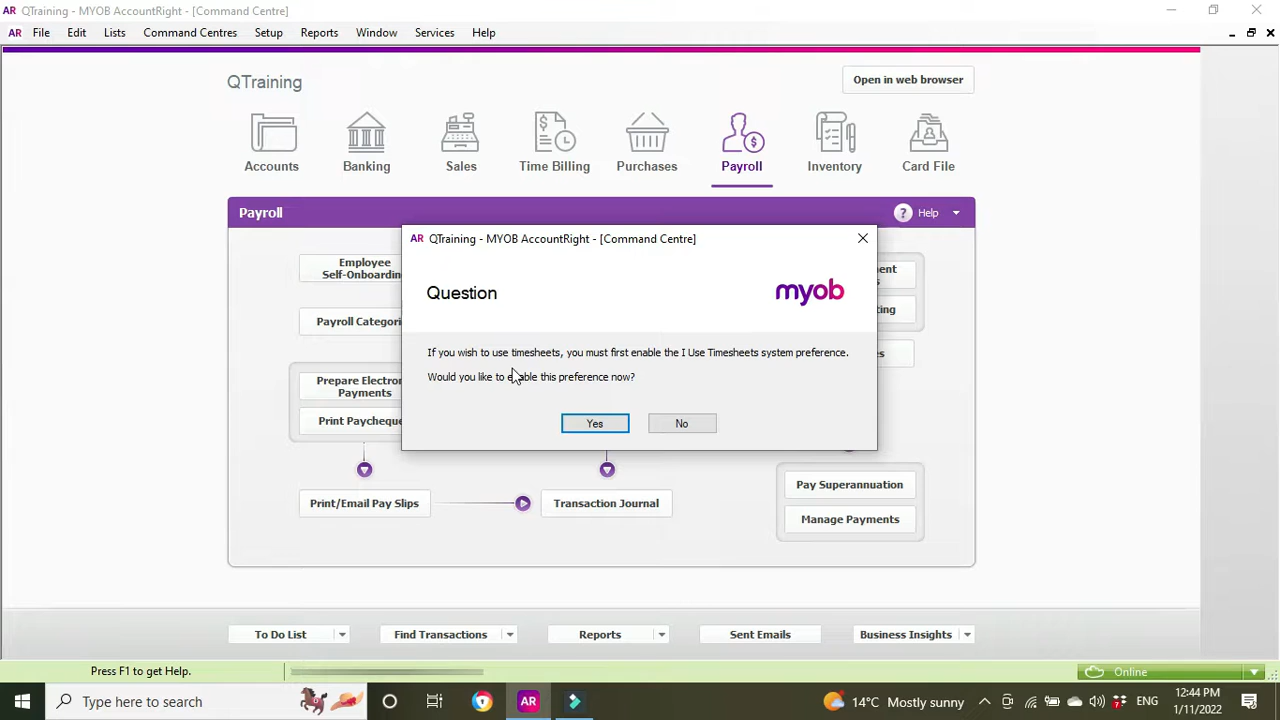 AR QTraining - MYOB AccountRight - [Command Centre]
AR File Edit Lists Command Centres Setup Reports Window Services Help
QTraining
Open in web browser
Accounts Banking Sales Time Billing Purchases Payroll Inventory Card File
Payroll
? Help
AR QTraining - MYOB AccountRight - [Command Centre]
Employee
Self-Onboardin
Question
myob
Payroll Categori
If you wish to use timesheets, you must first enable the I Use Timesheets system preference.
Would you like to enable this preference now?
Prepare Electron
Payments
Print Paycheque
Yes No
Pay Superannuation
Print/Email Pay Slips
Transaction Journal
Manage Payments
To Do List Find Transactions Reports Sent Emails Business Insights
Press F1 to get Help.
Online
Type here to search
AR
14°C Mostly sunny
ENG
12:44 PM
1/11/2022